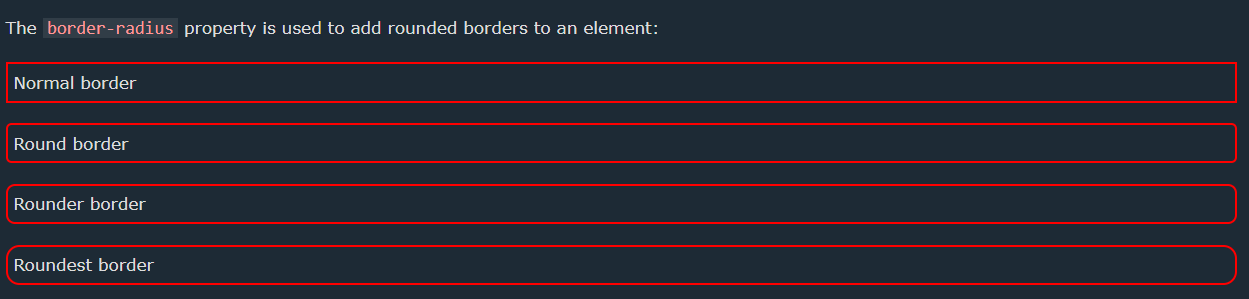 The border-radius property is used to add rounded borders to an element:
Normal border
Round border
Rounder border
Roundest border